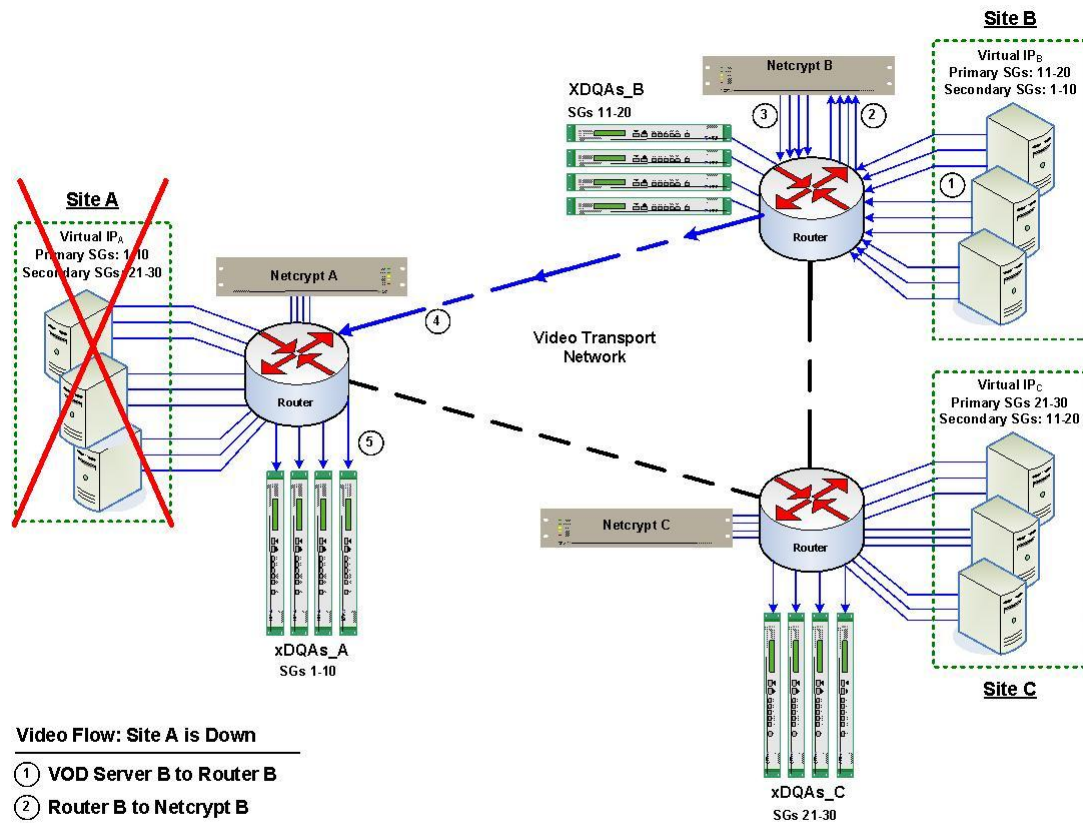 Site B
Virtual IPB
Primary SGs: 11-20
Secondary SGs: 1-10
Netcrypt B
XDQAs_B
SGs 11-20
3
2
1
Router
Site A
Virtual IPA
Primary SGs: 1-10
Secondary SGs: 21-30
Netcrypt A
4
Video Transport
Network
Router
5
Virtual IPC
Primary SGs 21-30
Secondary SGs: 11-20
Netcrypt C
Router
xDQAs_A
SGs 1-10
Site C
xDQAs_C
SGs 21-30
Video Flow: Site A is Down
1 VOD Server B to Router B
2 Router B to Netcrypt B